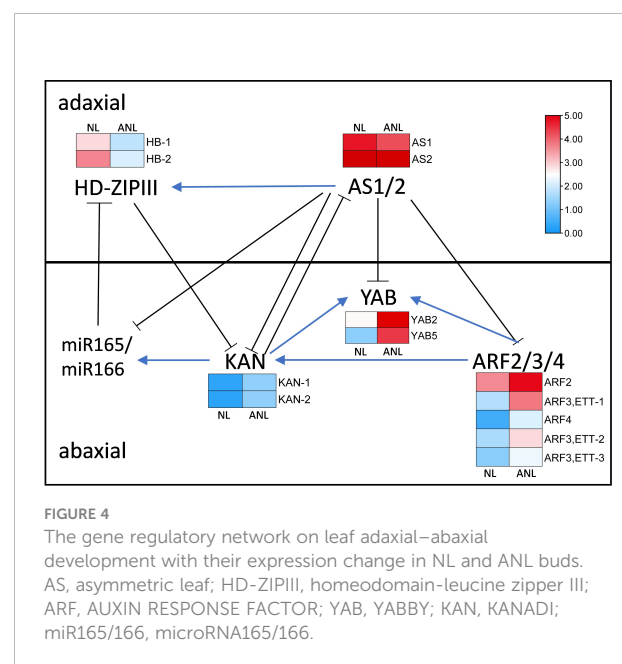 adaxial
NL ANL
HB-1
HB-2
HD-ZIPIII
NL ANL
AS1
AS2
AS1/2
5.00
4.00
3.00
2.00
1.00
0.00
YAB
YAB2
YAB5
NL ANL
miR165/
miR166
KAN
KAN-1
KAN-2
NL ANL
ARF2/3/4
ARF2
ARF3,ETT-1
ARF4
ARF3,ETT-2
ARF3,ETT-3
NL ANL
abaxial
FIGURE 4
The gene regulatory network on leaf adaxial–abaxial
development with their expression change in NL and ANL buds.
AS, asymmetric leaf; HD-ZIPIII, homeodomain-leucine zipper III;
ARF, AUXIN RESPONSE FACTOR; YAB, YABBY; KAN, KANADI;
miR165/166, microRNA165/166.